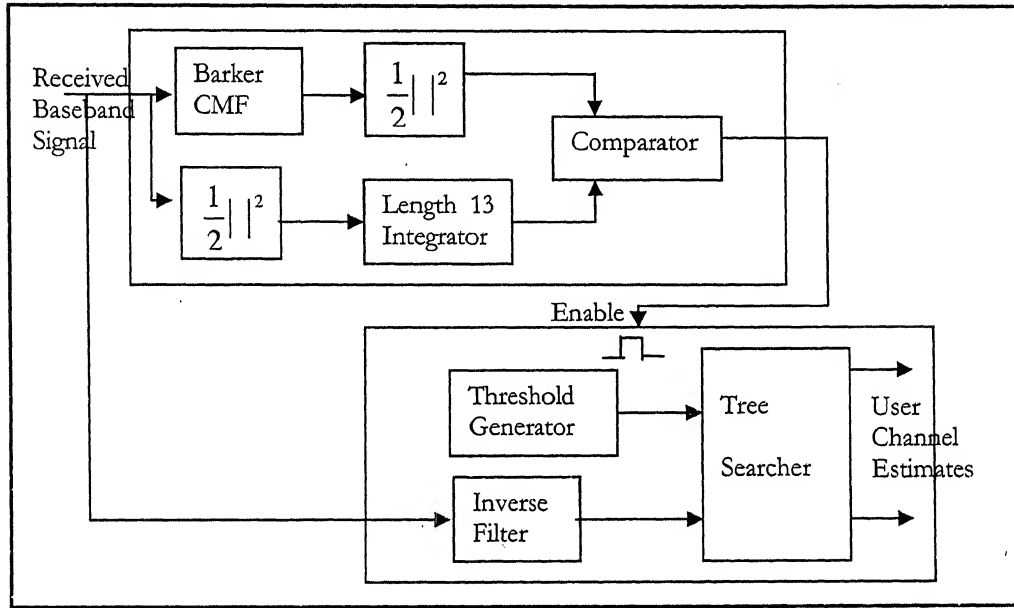 Received
Baseband
Signal
Barker
CMF
1/2| |²
1/2| |²
Length 13
Integrator
Comparator
Enable
Threshold
Generator
Inverse
Filter
Tree
Searcher
User
Channel
Estimates